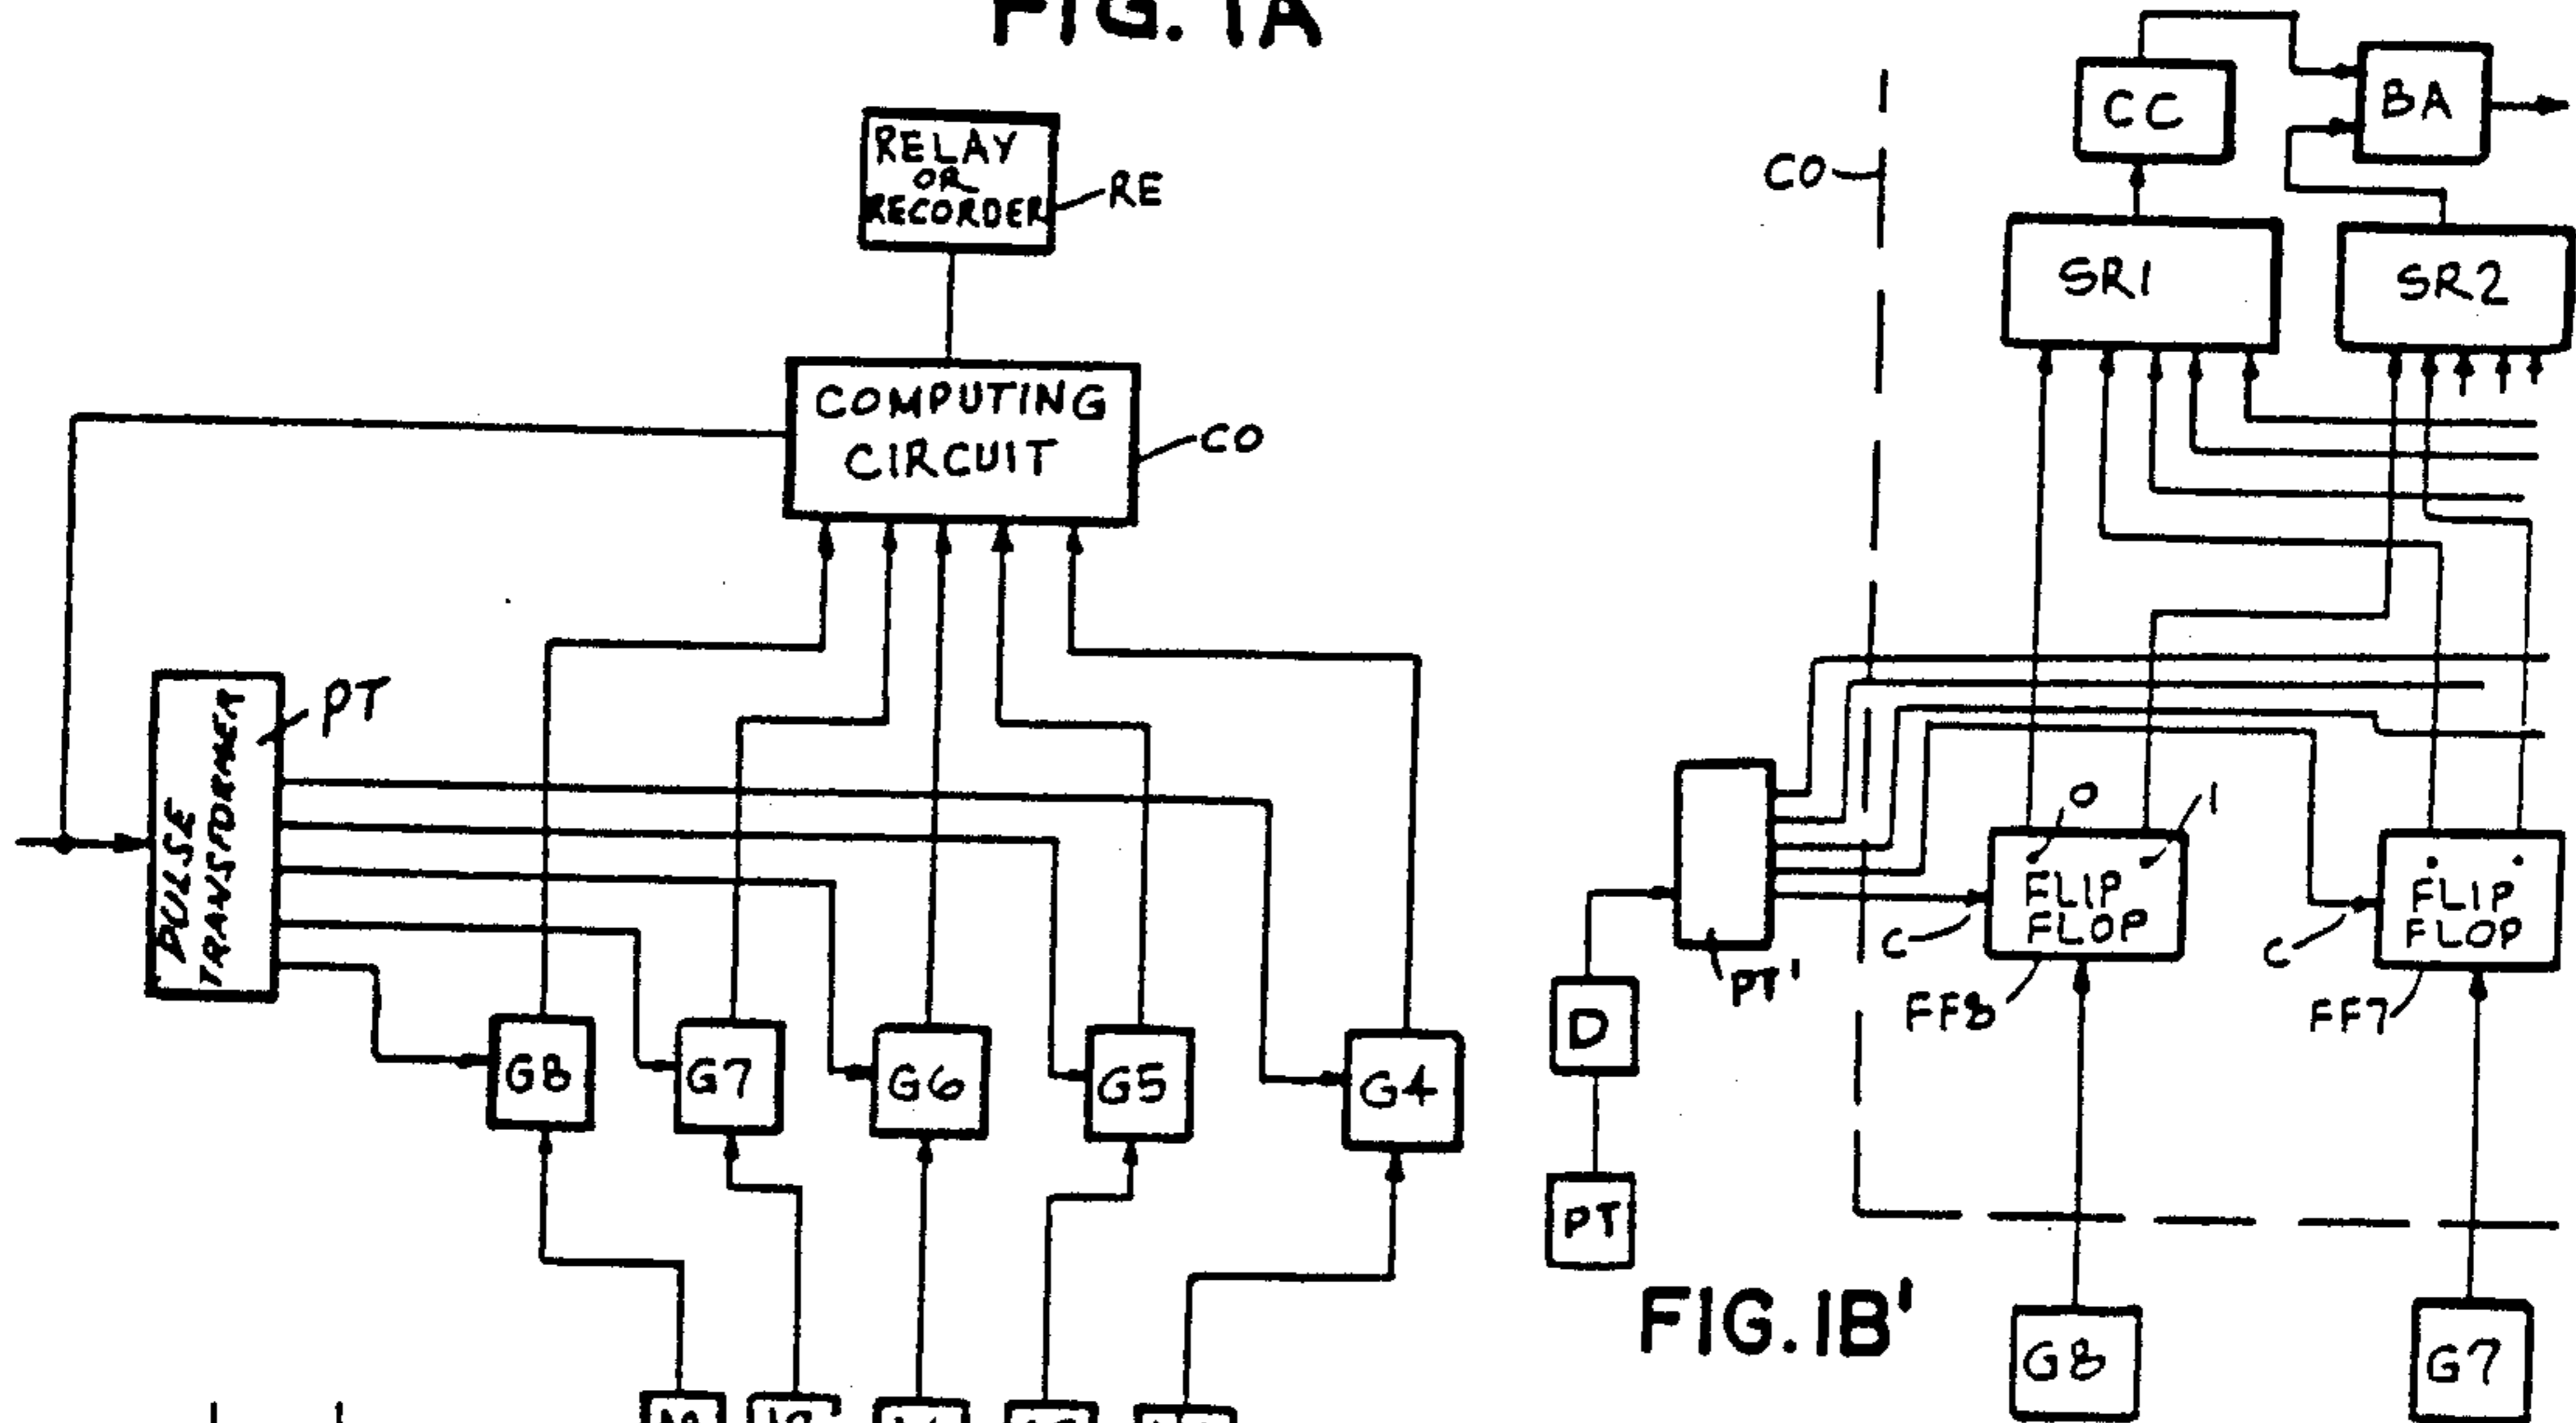 FIG. 1A
RELAY
OR
RECORDER
RE
COMPUTING
CIRCUIT
CO
PULSE
TRANSFORMER
PT
G8
G7
G6
G5
G4
CC
BA
CO
SR1
SR2
O
1
FLIP
FLOP
FLIP
FLOP
C
C
PT'
FF8
FF7
D
PT
FIG. 1B'
G8
G7